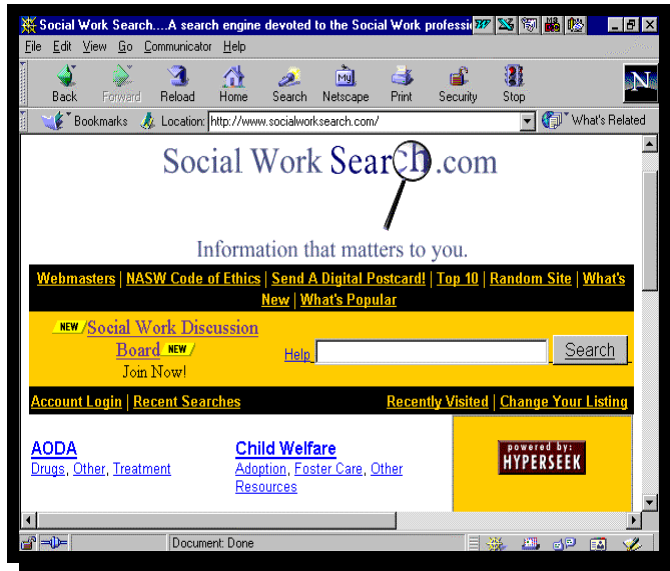 Social Work Search....A search engine devoted to the Social Work professi
File Edit View Go Communicator Help
Back Forward Reload Home Search Netscape Print Security Stop
N
Bookmarks Location: http://www.socialworksearch.com/ What's Related
Social Work Search.com
Information that matters to you.
Webmasters | NASW Code of Ethics | Send A Digital Postcard! | Top 10 | Random Site | What's
New | What's Popular
NEW Social Work Discussion
Board NEW
Join Now!
Help Search
Account Login | Recent Searches Recently Visited | Change Your Listing
AODA Child Welfare
Drugs, Other, Treatment Adoption, Foster Care, Other
Resources
powered by:
HYPERSEEK
Document: Done